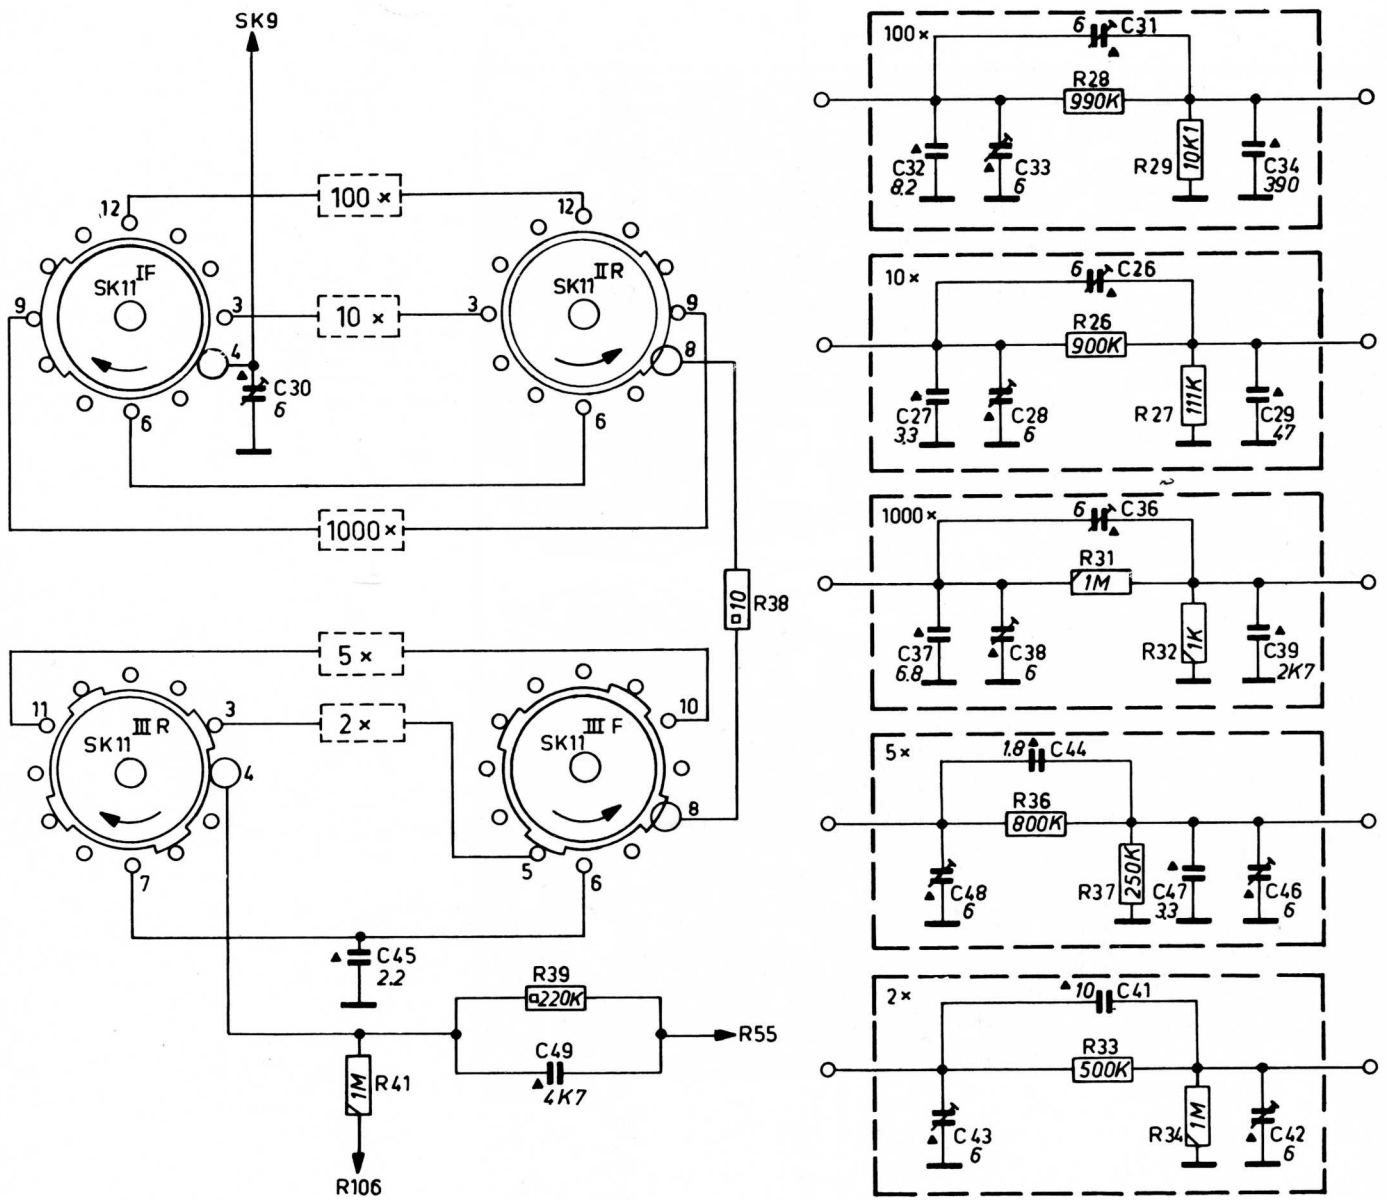 SK9
12
100 ×
12
SK11 IF
SK11 II R
9
3
10 ×
3
9
4
8
C30
6
6
6
1000 ×
10
R38
5 ×
11
3
2 ×
10
SK11 III R
SK11 III F
4
8
7
5
6
C45
2.2
R39
220K
R55
C49
4K7
1M
R41
R106
100 ×
6
C31
R28
990K
C32
8.2
C33
6
R29
10K1
C34
390
10 ×
6
C26
R26
900K
C27
3.3
C28
6
R27
111K
C29
47
1000 ×
6
C36
R31
1M
C37
6.8
C38
6
R32
1K
C39
2K7
5 ×
1.8
C44
R36
800K
C48
6
R37
250K
C47
3.3
C46
6
2 ×
10
C41
R33
500K
C43
6
R34
1M
C42
6